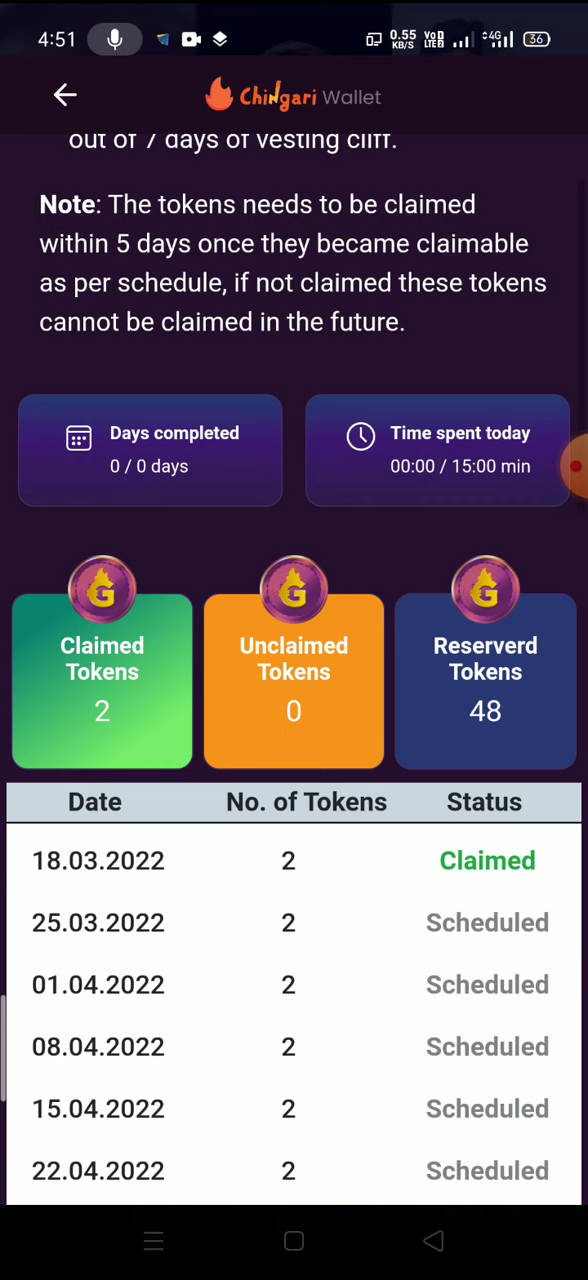 4:51 0.55 KB/S VoD LTE2 4G 36
Chingari Wallet
out of 7 days of vesting cliff.
Note: The tokens needs to be claimed
within 5 days once they became claimable
as per schedule, if not claimed these tokens
cannot be claimed in the future.
Days completed
0 / 0 days
Time spent today
00:00 / 15:00 min
G G G
Claimed Tokens
2
Unclaimed Tokens
0
Reserverd Tokens
48
Date No. of Tokens Status
18.03.2022 2 Claimed
25.03.2022 2 Scheduled
01.04.2022 2 Scheduled
08.04.2022 2 Scheduled
15.04.2022 2 Scheduled
22.04.2022 2 Scheduled